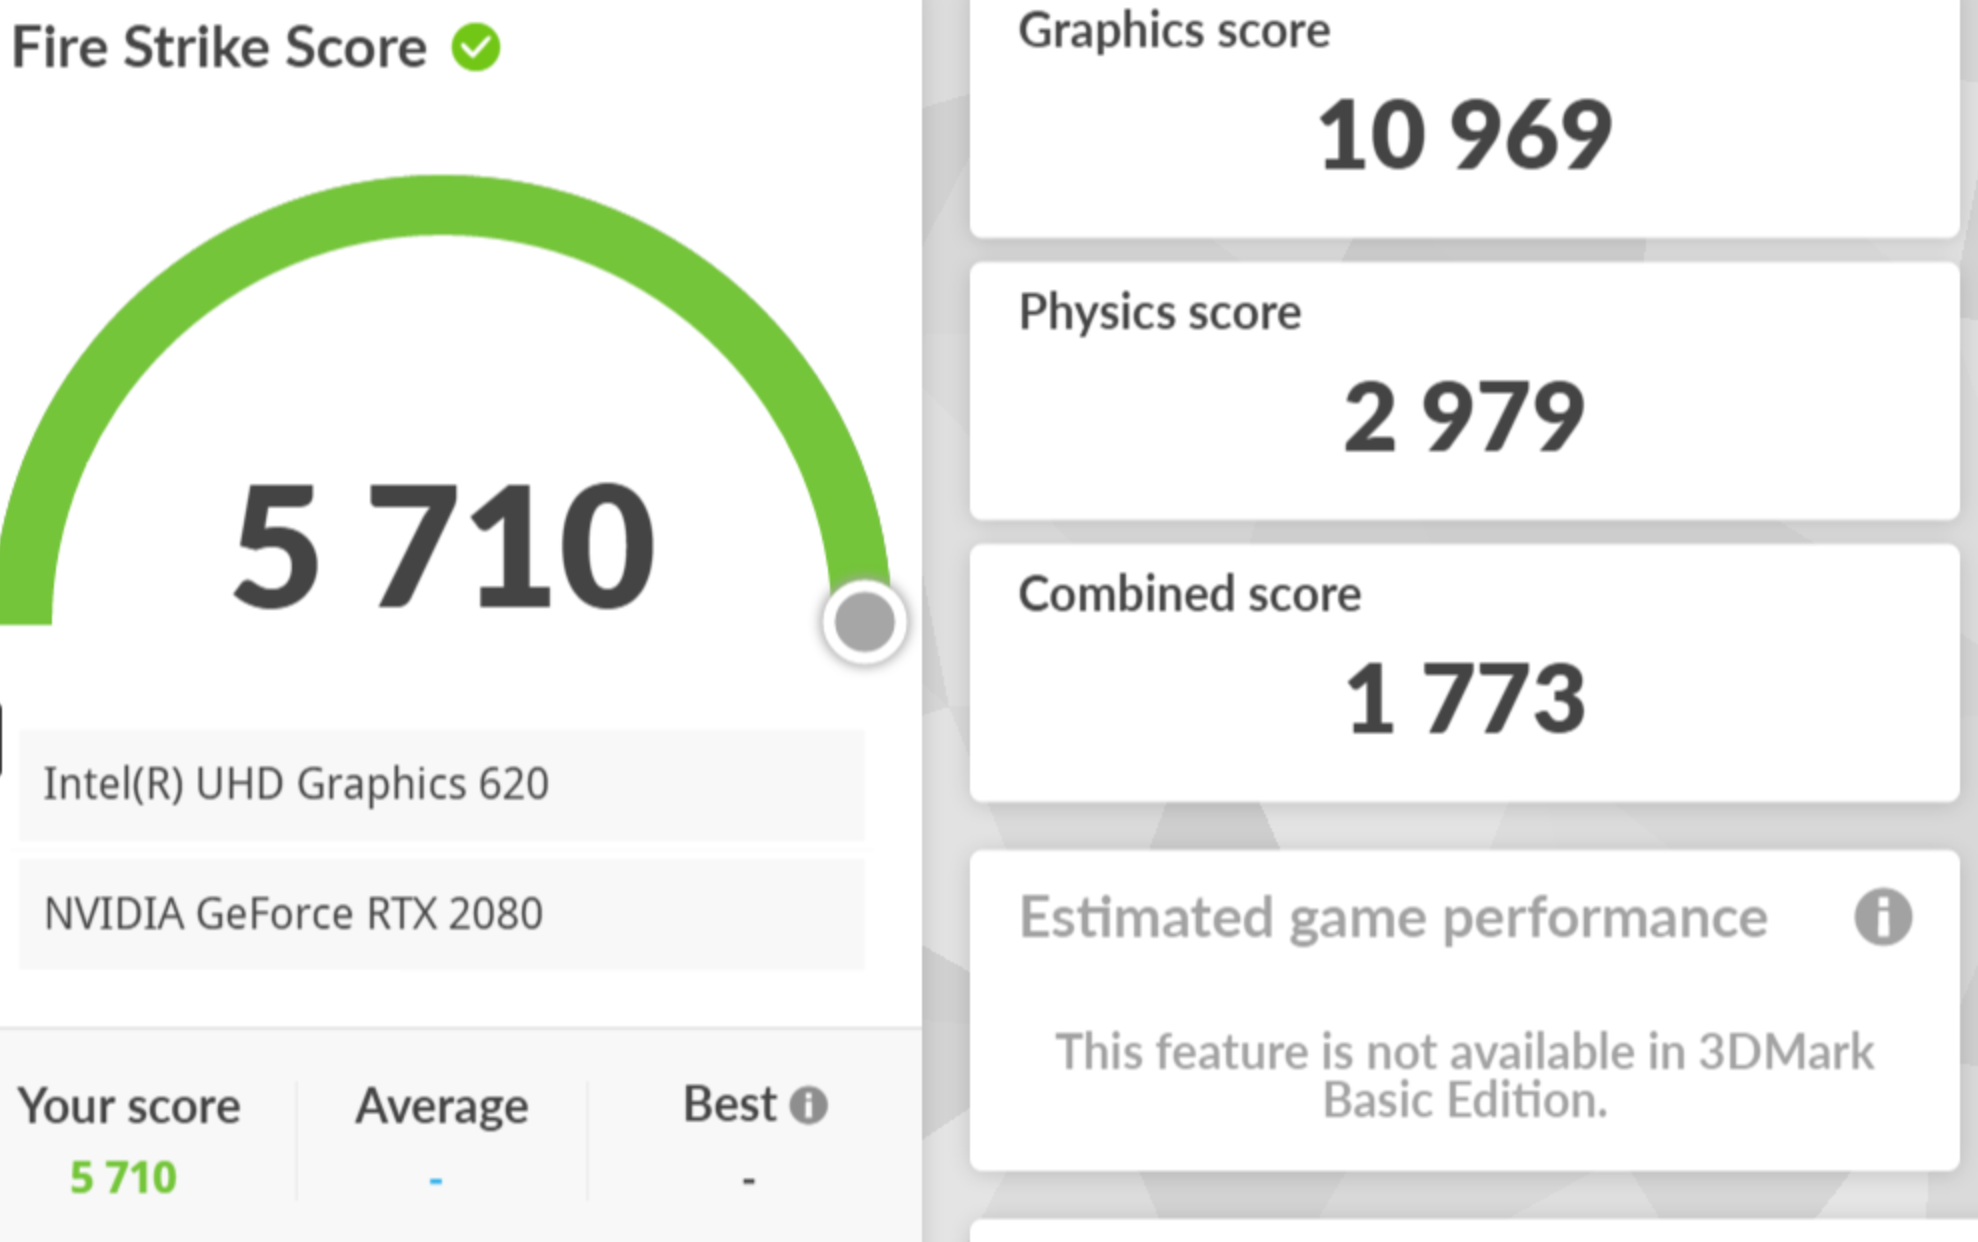 Fire Strike Score
5 710
Intel(R) UHD Graphics 620
NVIDIA GeForce RTX 2080
Your score
5 710
Average
-
Best
-
Graphics score
10 969
Physics score
2 979
Combined score
1 773
Estimated game performance
This feature is not available in 3DMark
Basic Edition.